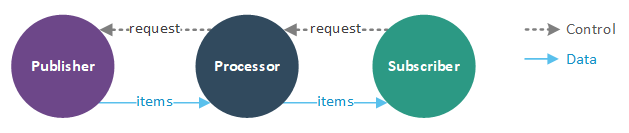 request
request
Control
Publisher
Processor
Subscriber
Data
items
items